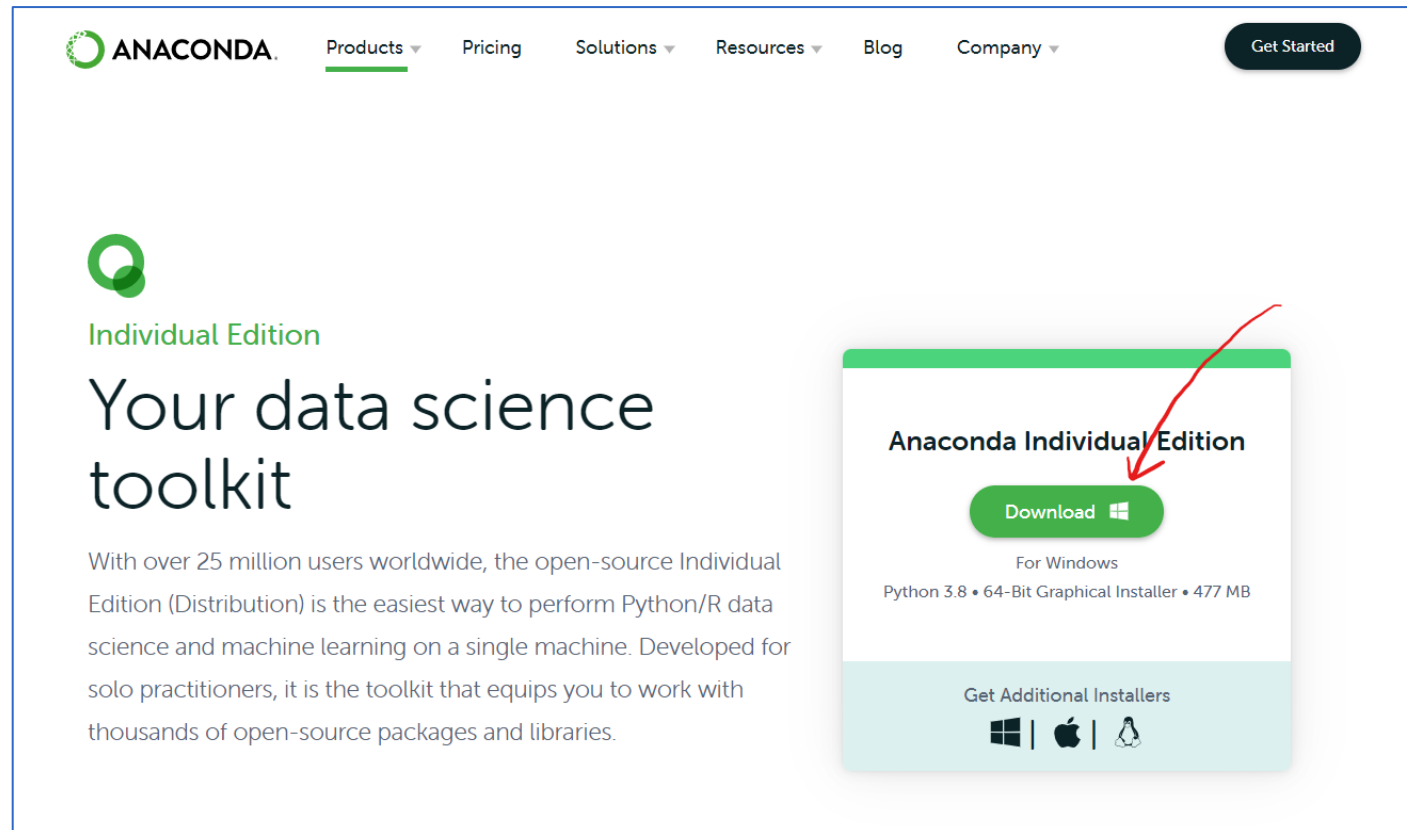 ANACONDA.
Products
Pricing
Solutions
Resources
Blog
Company
Get Started
Individual Edition
Your data science
toolkit
With over 25 million users worldwide, the open-source Individual
Edition (Distribution) is the easiest way to perform Python/R data
science and machine learning on a single machine. Developed for
solo practitioners, it is the toolkit that equips you to work with
thousands of open-source packages and libraries.
Anaconda Individual Edition
Download
For Windows
Python 3.8 • 64-Bit Graphical Installer • 477 MB
Get Additional Installers
| |